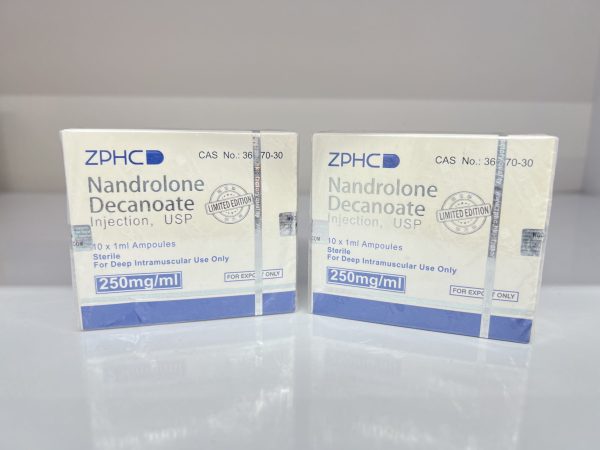 ZPHC
CAS No.:
Nandrolone
Decanoate
Injection, USP
LIMITED EDITION
10 x 1ml Ampoules
Sterile
For Deep Intramuscular Use Only
250mg/ml
FOR EXPORT ONLY
ZPHC
CAS No.:
Nandrolone
Decanoate
Injection, USP
LIMITED EDITION
10 x 1ml Ampoules
Sterile
For Deep Intramuscular Use Only
250mg/ml
FOR EXPORT ONLY